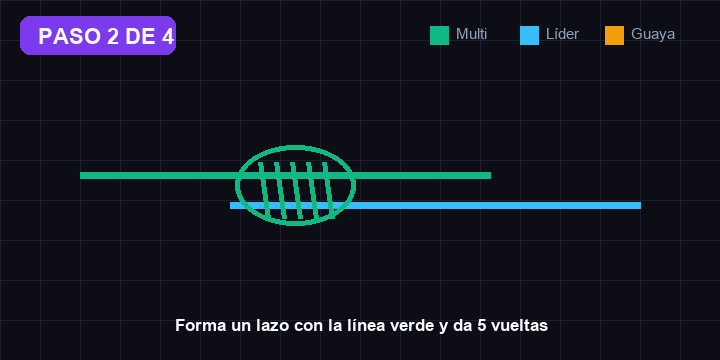 PASO 2 DE 4
Multi
Líder
Guaya
Forma un lazo con la línea verde y da 5 vueltas